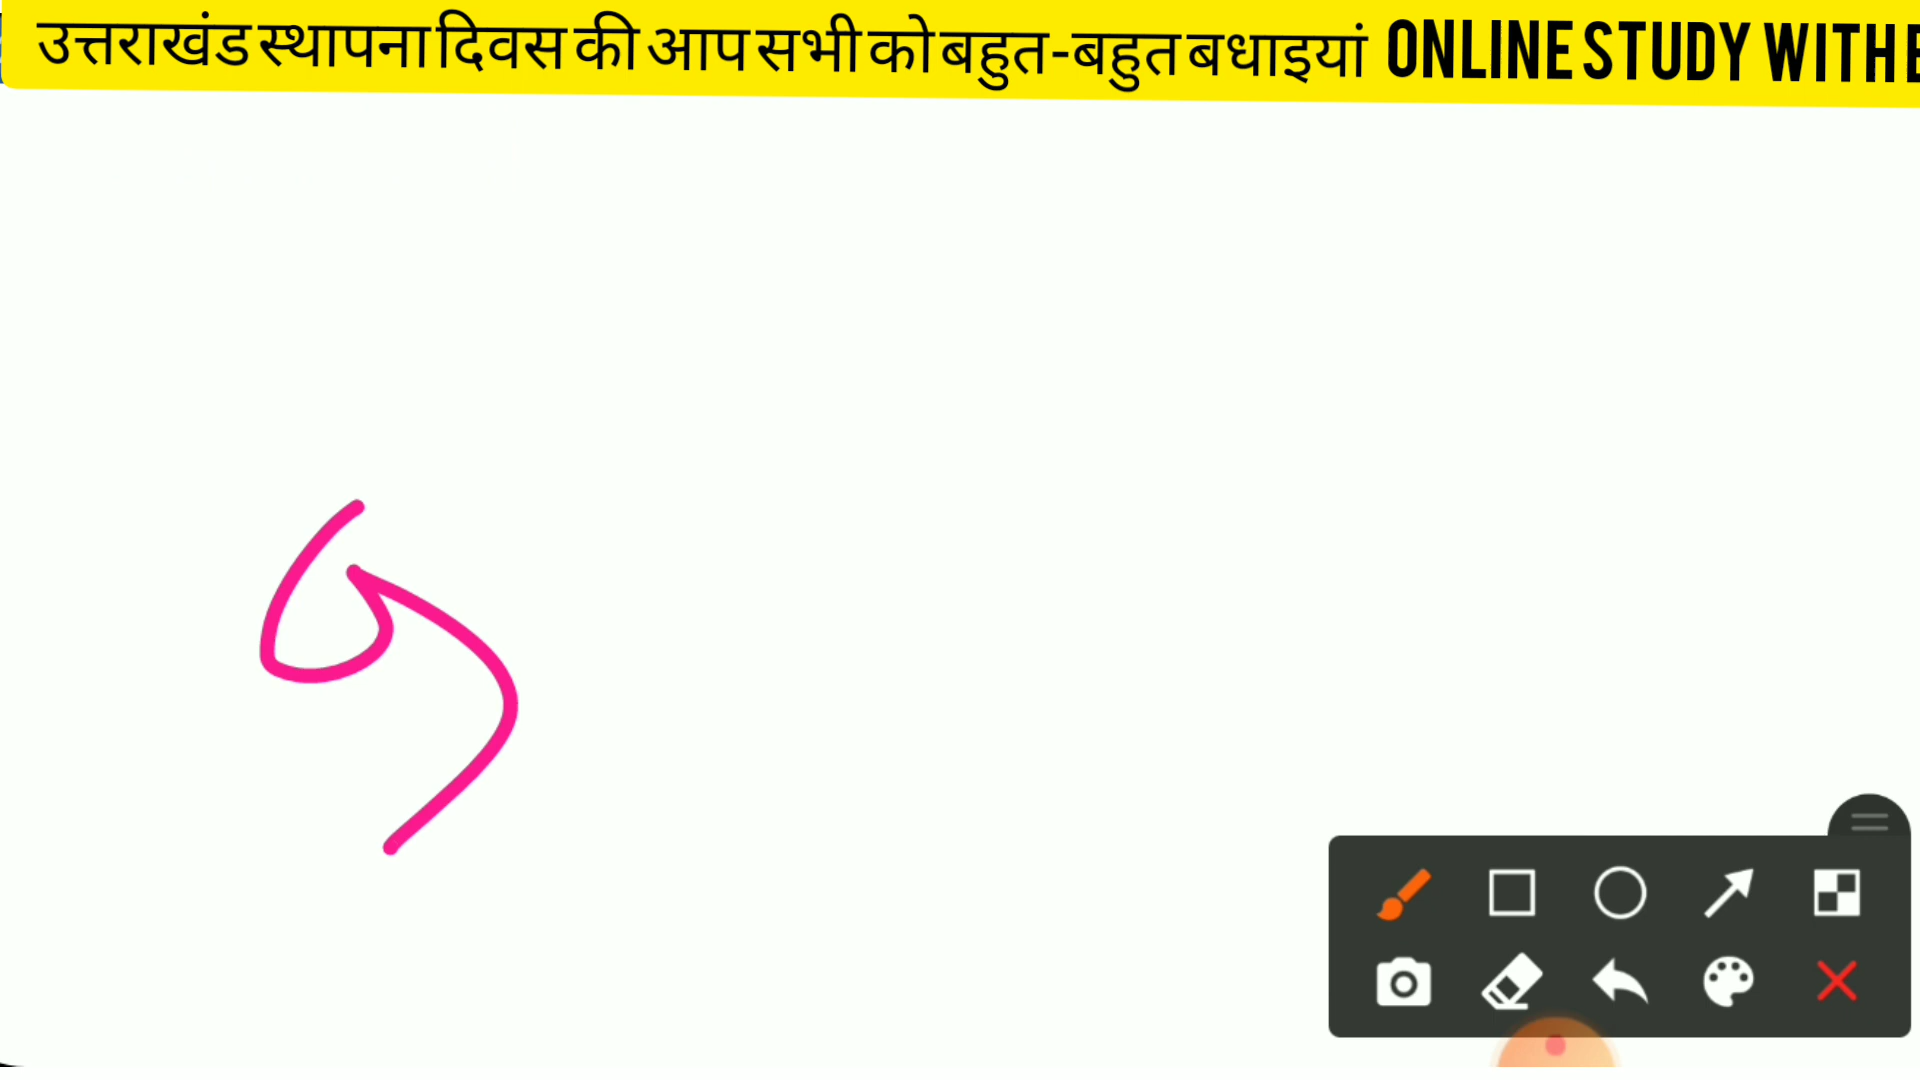 उत्तराखंड स्थापना दिवस की आप सभी को बहुत-बहुत बधाइयां ONLINE STUDY WITH